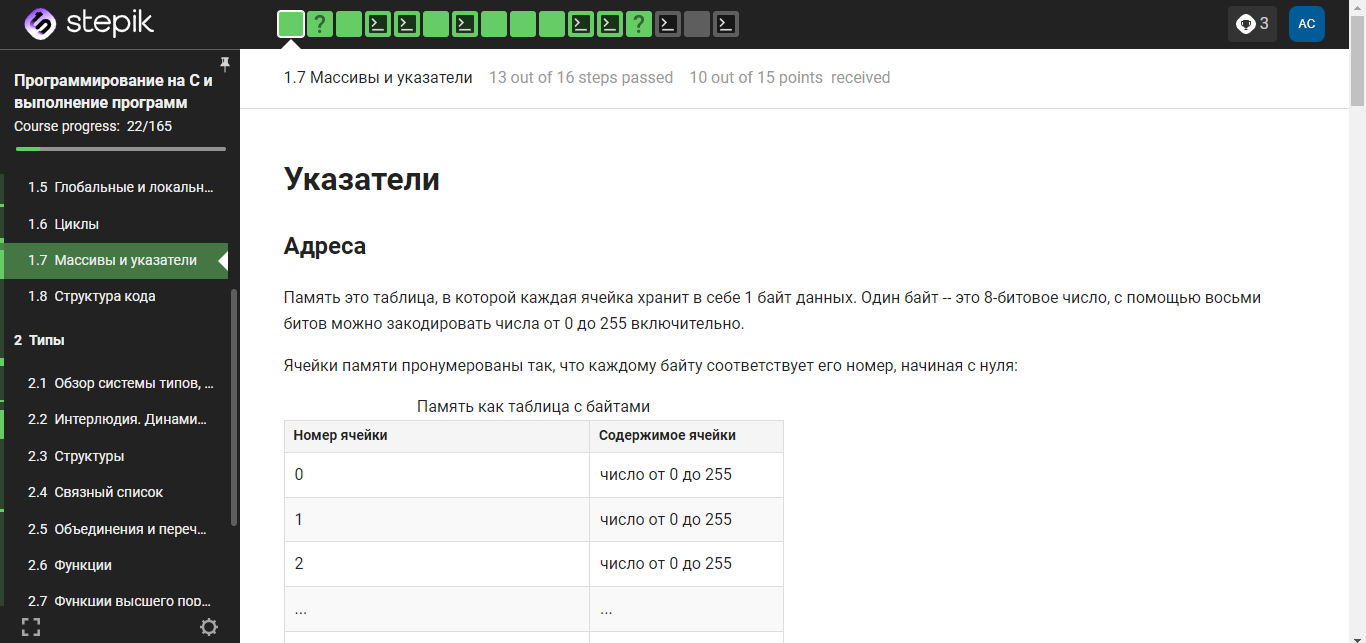 stepik
?
?
3
AC
Программирование на C и
выполнение программ
Course progress: 22/165
1.5 Глобальные и локальн...
1.6 Циклы
1.7 Массивы и указатели
1.8 Структура кода
2 Типы
2.1 Обзор системы типов, ...
2.2 Интерлюдия. Динами...
2.3 Структуры
2.4 Связный список
2.5 Объединения и переч...
2.6 Функции
2.7 Функции высшего пор...
1.7 Массивы и указатели 13 out of 16 steps passed 10 out of 15 points received
Указатели
Адреса
Память это таблица, в которой каждая ячейка хранит в себе 1 байт данных. Один байт -- это 8-битовое число, с помощью восьми
битов можно закодировать числа от 0 до 255 включительно.
Ячейки памяти пронумерованы так, что каждому байту соответствует его номер, начиная с нуля:
Память как таблица с байтами
Номер ячейки Содержимое ячейки
0 число от 0 до 255
1 число от 0 до 255
2 число от 0 до 255
... ...